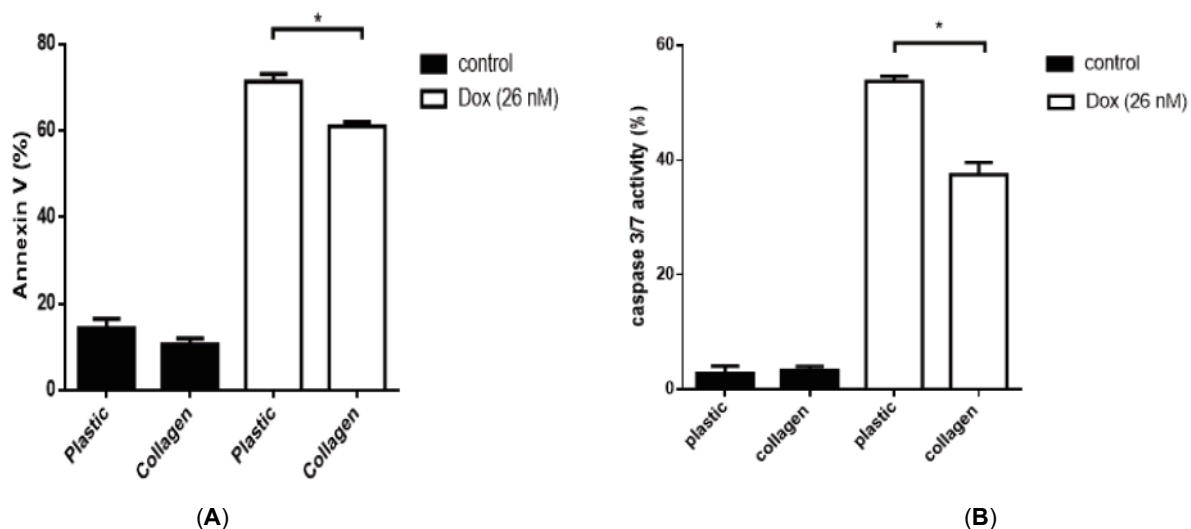 *
80
60
40
20
0
Annexin V (%)
control
Dox (26 nM)
Plastic
Collagen
Plastic
Collagen
(A)
*
60
40
20
0
caspase 3/7 activity (%)
control
Dox (26 nM)
plastic
collagen
plastic
collagen
(B)